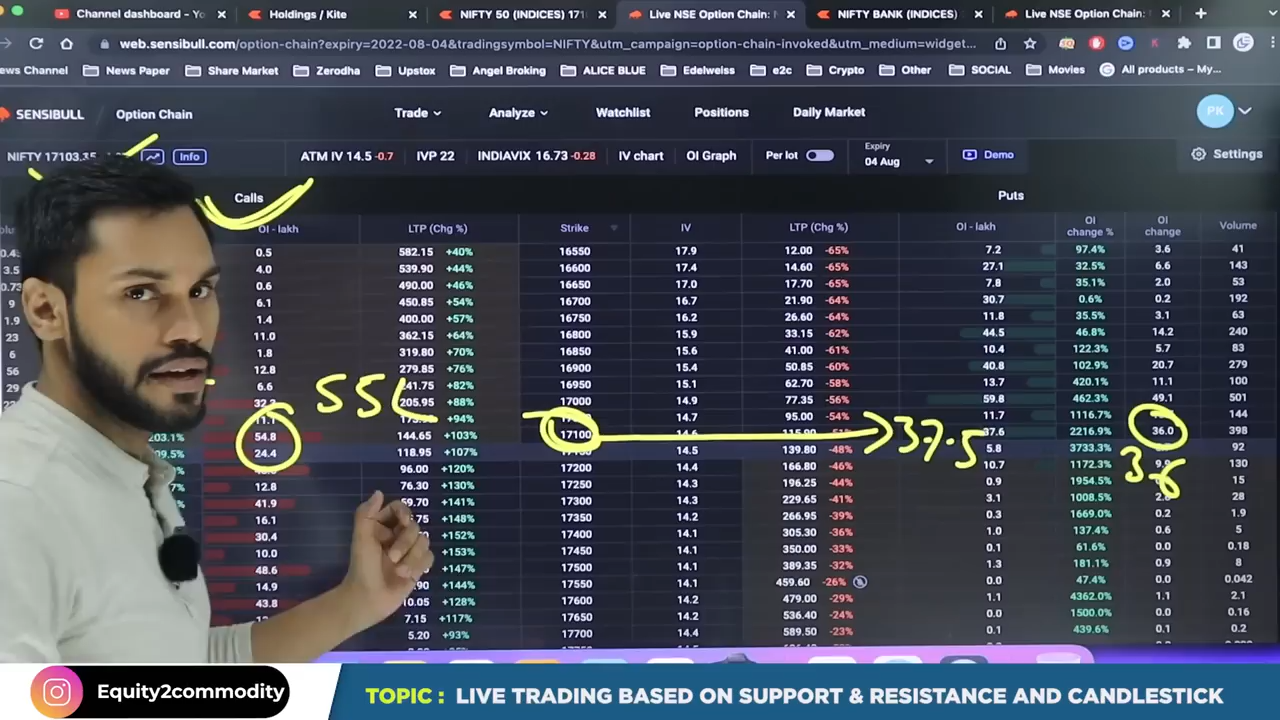 Channel dashboard - Yo
Holdings / Kite
NIFTY 50 (INDICES) 171
Live NSE Option Chain: N
NIFTY BANK (INDICES)
Live NSE Option Chain:
web.sensibull.com/option-chain?expiry=2022-08-04&tradingsymbol=NIFTY&utm_campaign=option-chain-invoked&utm_medium=widget...
News Channel News Paper Share Market Zerodha Upstox Angel Broking ALICE BLUE Edelweiss e2c Crypto Other SOCIAL Movies All products – My...
SENSIBULL / Option Chain Trade Analyze Watchlist Positions Daily Market PK
NIFTY 17103.35 Info ATM IV 14.5 -0.7 IVP 22 INDIAVIX 16.73 -0.28 IV chart OI Graph Per lot Expiry 04 Aug Demo Settings
Calls Puts
OI - lakh LTP (Chg %) Strike IV LTP (Chg %) OI - lakh OI change % OI change Volume
0.5 582.15 +40% 16550 17.9 12.00 -65% 7.2 97.4% 3.6 41
4.0 539.90 +44% 16600 17.4 14.60 -65% 27.1 32.5% 6.6 143
0.6 490.00 +46% 16650 17.0 17.70 -65% 7.8 35.1% 2.0 53
6.1 450.85 +54% 16700 16.7 21.90 -64% 30.7 0.6% 0.2 192
1.4 400.00 +57% 16750 16.2 26.60 -64% 11.8 35.5% 3.1 63
11.0 362.15 +64% 16800 15.9 33.15 -62% 44.5 46.8% 14.2 240
1.8 319.80 +70% 16850 15.6 41.00 -61% 10.4 122.3% 5.7 83
12.8 279.85 +76% 16900 15.4 50.85 -60% 40.8 102.9% 20.7 279
6.6 241.75 +82% 16950 15.1 62.70 -58% 13.7 420.1% 11.1 100
205.95 +88% 17000 14.9 77.35 -56% 59.8 462.3% 49.1 501
+94% 14.7 95.00 -54% 11.7 1116.7% 144
203.1% 54.8 144.65 +103% 17100 14.6 37.6 2216.9% 36.0 398
24.4 118.95 +107% 14.5 139.80 -48% 5.8 3733.3% 92
96.00 +120% 17200 14.4 166.80 -46% 10.7 1172.3% 130
12.8 76.30 +130% 17250 14.3 196.25 -44% 0.9 1954.5% 15
41.9 59.70 +141% 17300 14.3 229.65 -41% 3.1 1008.5% 28
16.1 +148% 17350 14.2 266.95 -39% 0.3 1669.0% 0.2 1.9
30.4 +152% 17400 14.1 305.30 -36% 1.0 137.4% 0.6 5
10.0 +153% 17450 14.1 350.00 -33% 0.1 61.6% 0.0 0.18
48.6 +147% 17500 14.1 389.35 -32% 1.3 181.1% 0.9 8
14.9 +144% 17550 14.1 459.60 -26% 0.0 47.4% 0.0 0.042
43.8 10.05 +128% 17600 14.1 479.00 -29% 0.1 4362.0% 1.1 2.1
7.15 +117% 17650 14.2 536.40 -24% 0.0 1500.0% 0.0 0.16
5.20 +93% 17700 14.4 589.50 -23% 0.1 439.6% 0.1 0.2
55L
37.5
36
Equity2commodity
TOPIC : LIVE TRADING BASED ON SUPPORT & RESISTANCE AND CANDLESTICK